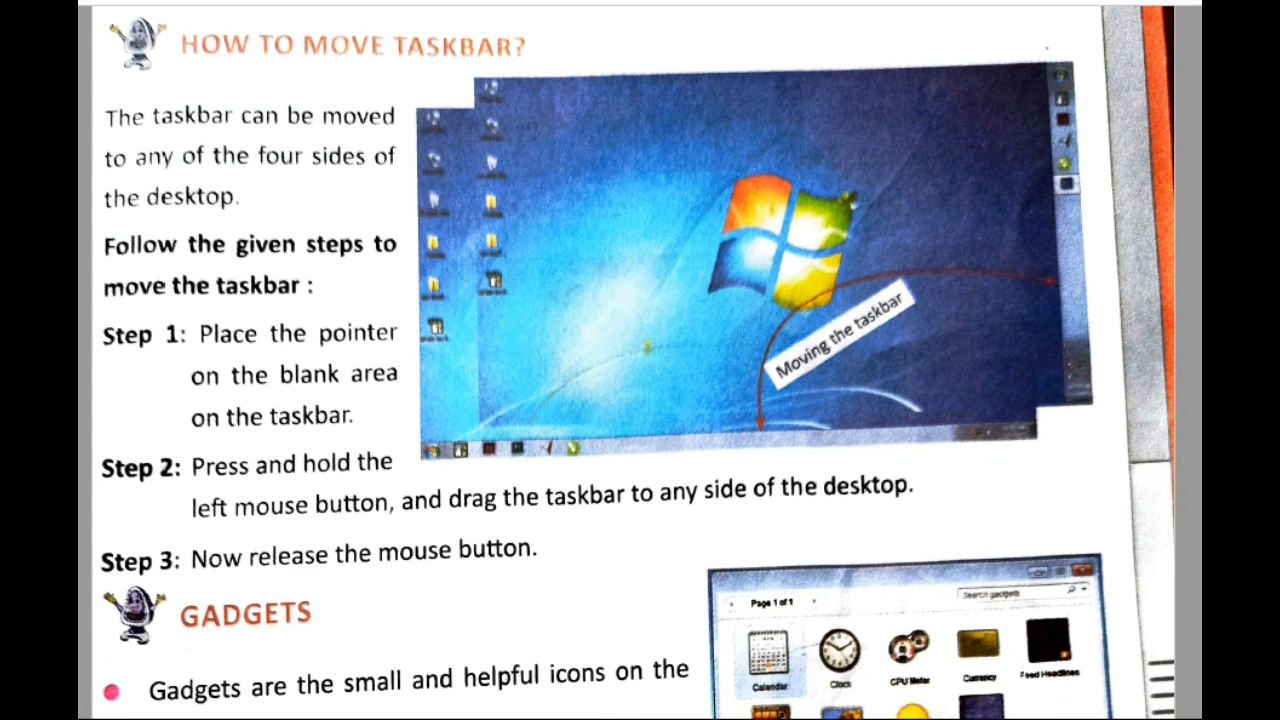 HOW TO MOVE TASKBAR?
The taskbar can be moved
to any of the four sides of
the desktop.
Follow the given steps to
move the taskbar :
Step 1: Place the pointer
on the blank area
on the taskbar.
Step 2: Press and hold the
left mouse button, and drag the taskbar to any side of the desktop.
Step 3: Now release the mouse button.
Moving the taskbar
GADGETS
Gadgets are the small and helpful icons on the
Page 1 of 1
Search gadgets
Calendar
Clock
CPU Meter
Currency
Feed Headlines